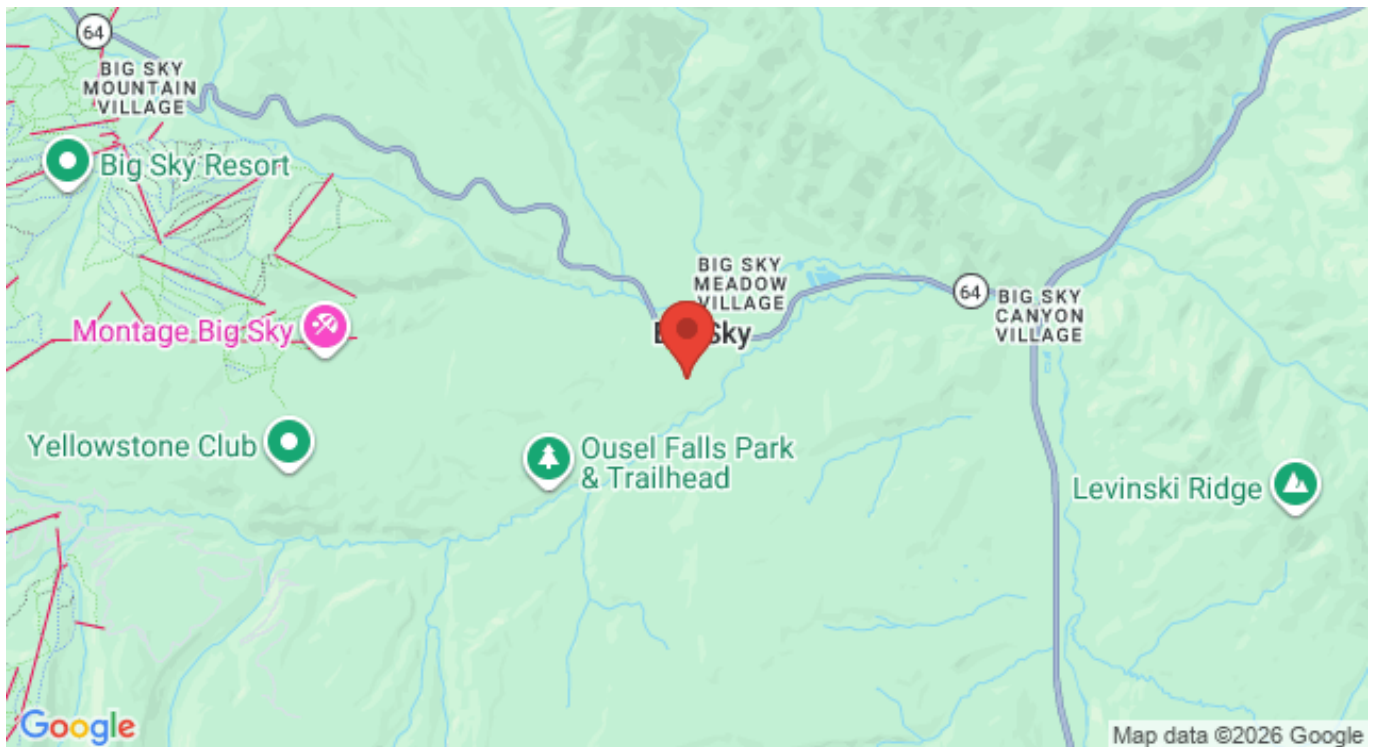 64
BIG SKY
MOUNTAIN
VILLAGE
Big Sky Resort
BIG SKY
MEADOW
VILLAGE
64
BIG SKY
CANYON
VILLAGE
Montage Big Sky
Sky
Yellowstone Club
Ousel Falls Park
& Trailhead
Levinski Ridge
Google
Map data ©2026 Google